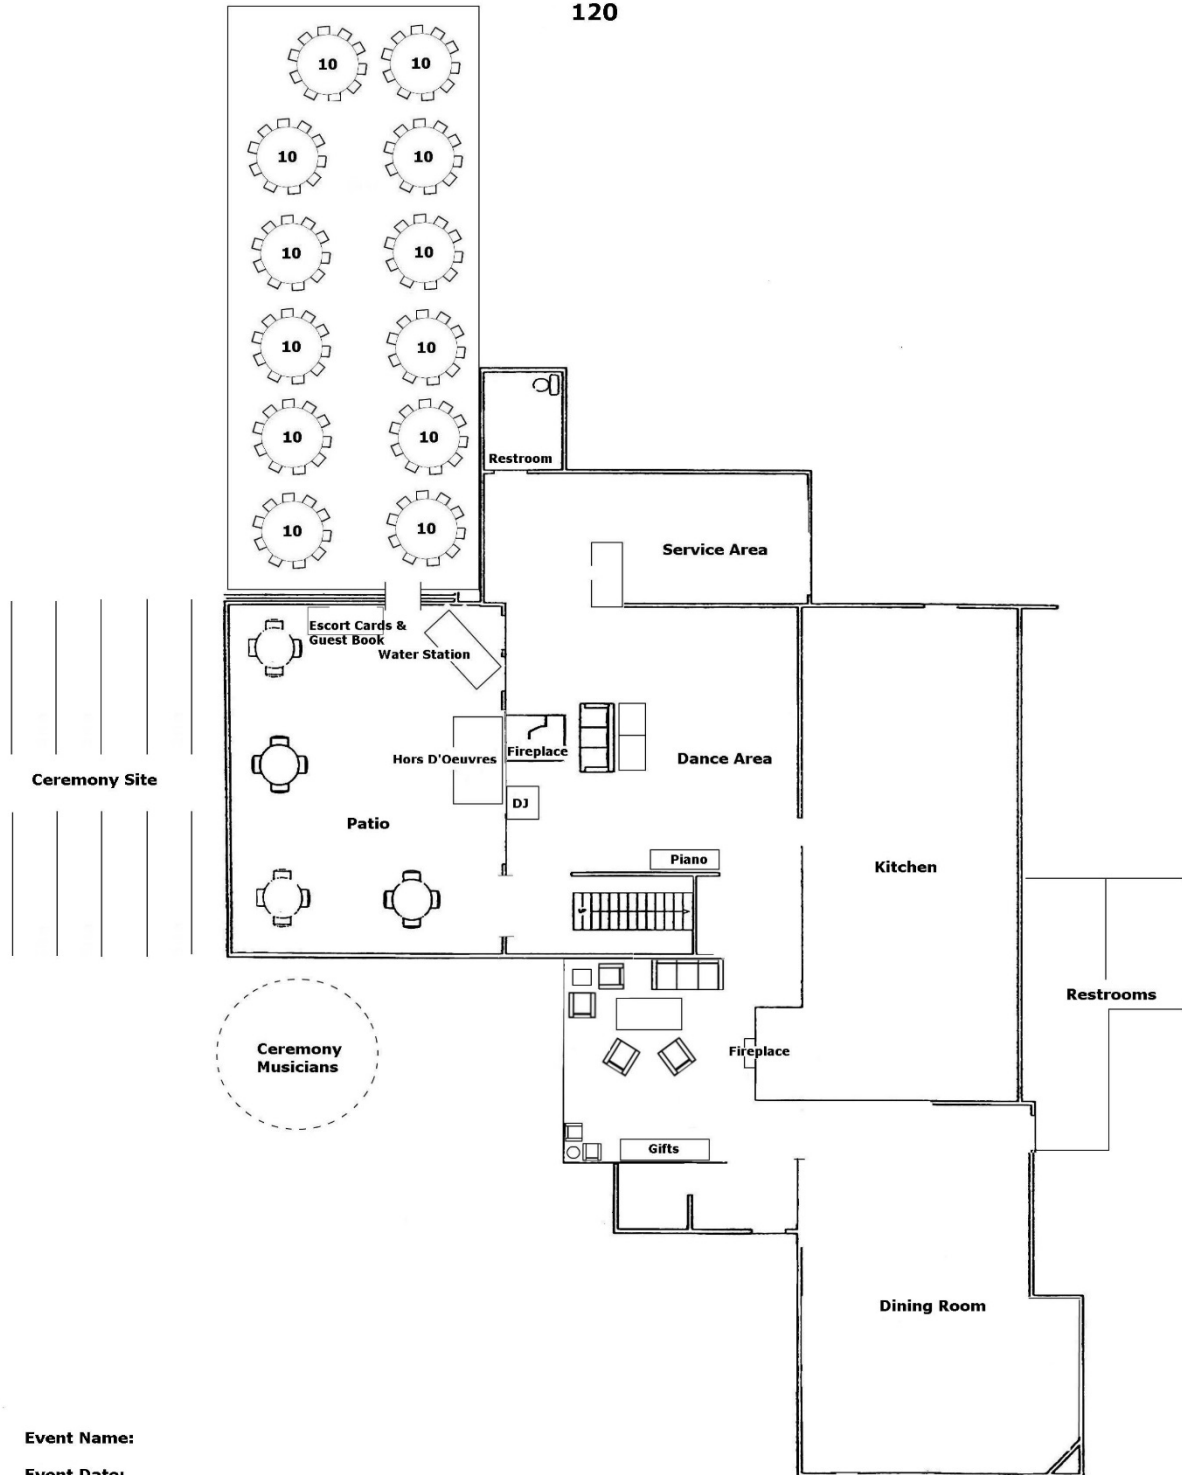 120
10
10
10
10
10
10
10
10
10
10
10
10
Restroom
Service Area
Escort Cards &
Guest Book
Water Station
Fireplace
Hors D'Oeuvres
Dance Area
Ceremony Site
DJ
Patio
Piano
Kitchen
Restrooms
Ceremony
Musicians
Fireplace
Gifts
Dining Room
Event Name:
Event Date: